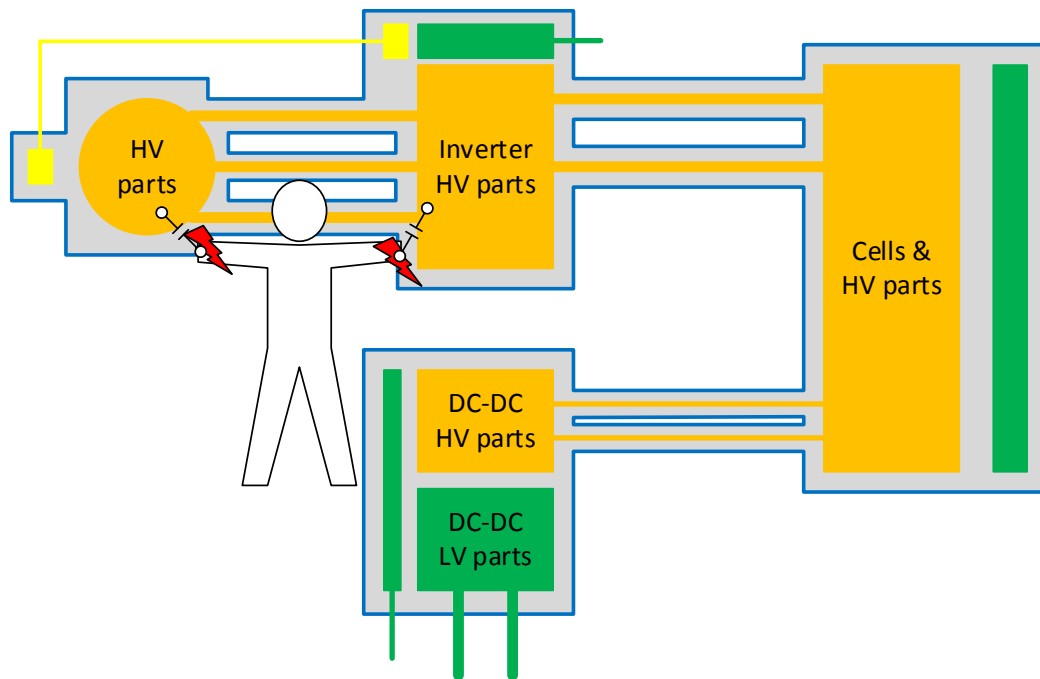 HV
parts
Inverter
HV parts
Cells &
HV parts
DC-DC
HV parts
DC-DC
LV parts